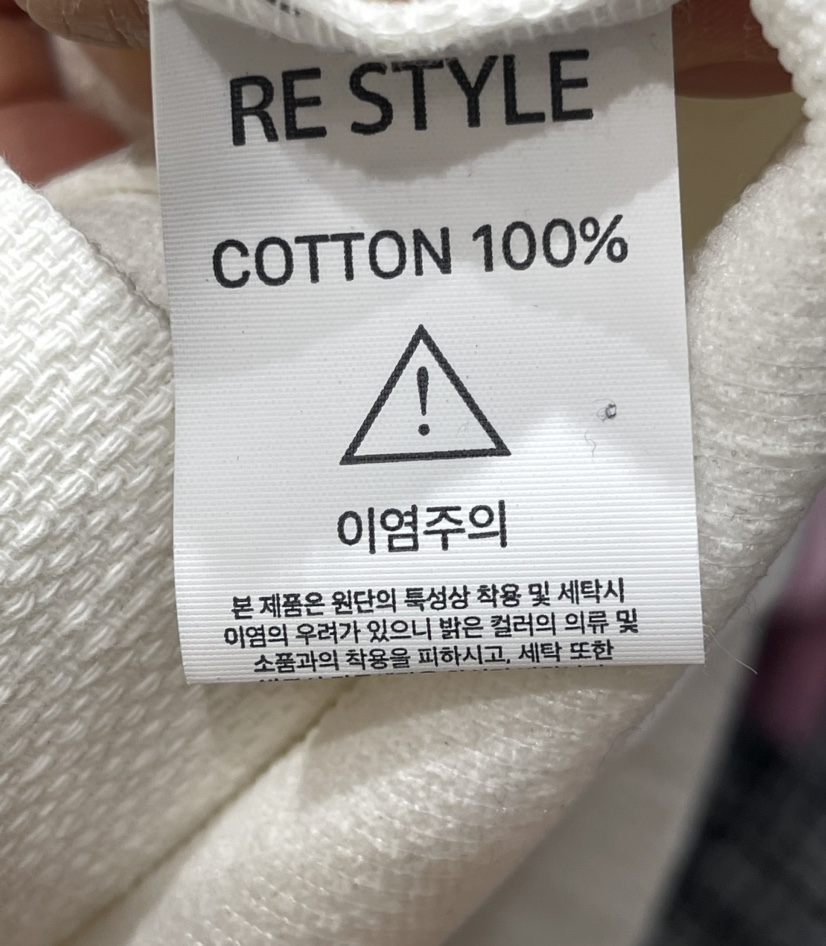 RE STYLE
COTTON 100%
!
이염주의
본 제품은 원단의 특성상 착용 및 세탁시
이염의 우려가 있으니 밝은 컬러의 의류 및
소품과의 착용을 피하시고, 세탁 또한